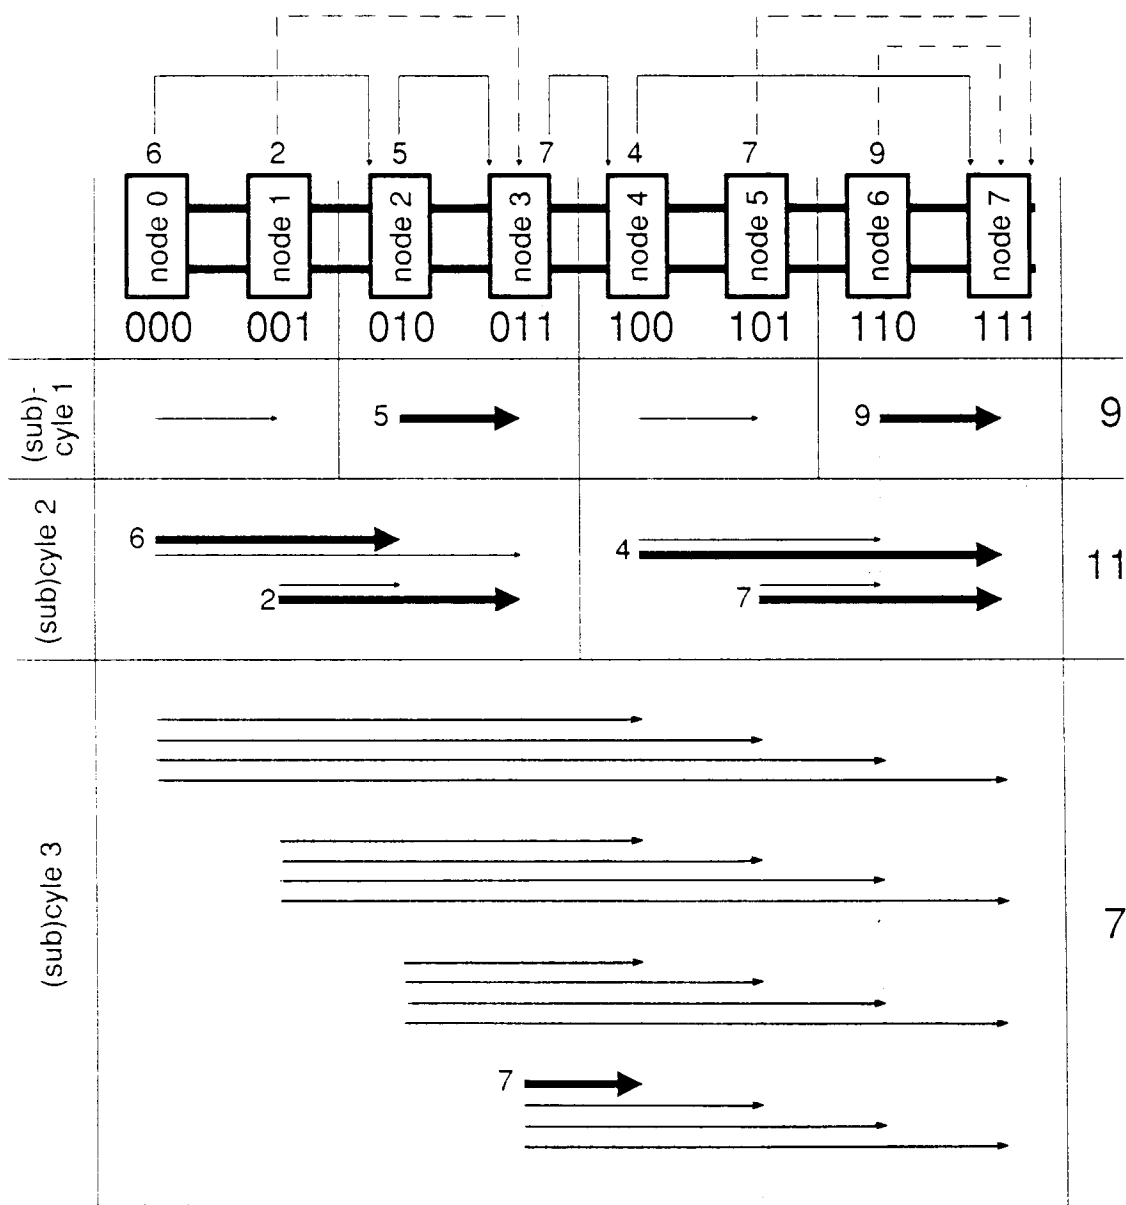 6 2 5 7 4 7 9
node 0 node 1 node 2 node 3 node 4 node 5 node 6 node 7
000 001 010 011 100 101 110 111
(sub)-
cyle 1
5 9 9
(sub)cyle 2
6
4
11
2 7
(sub)cyle 3
7
7